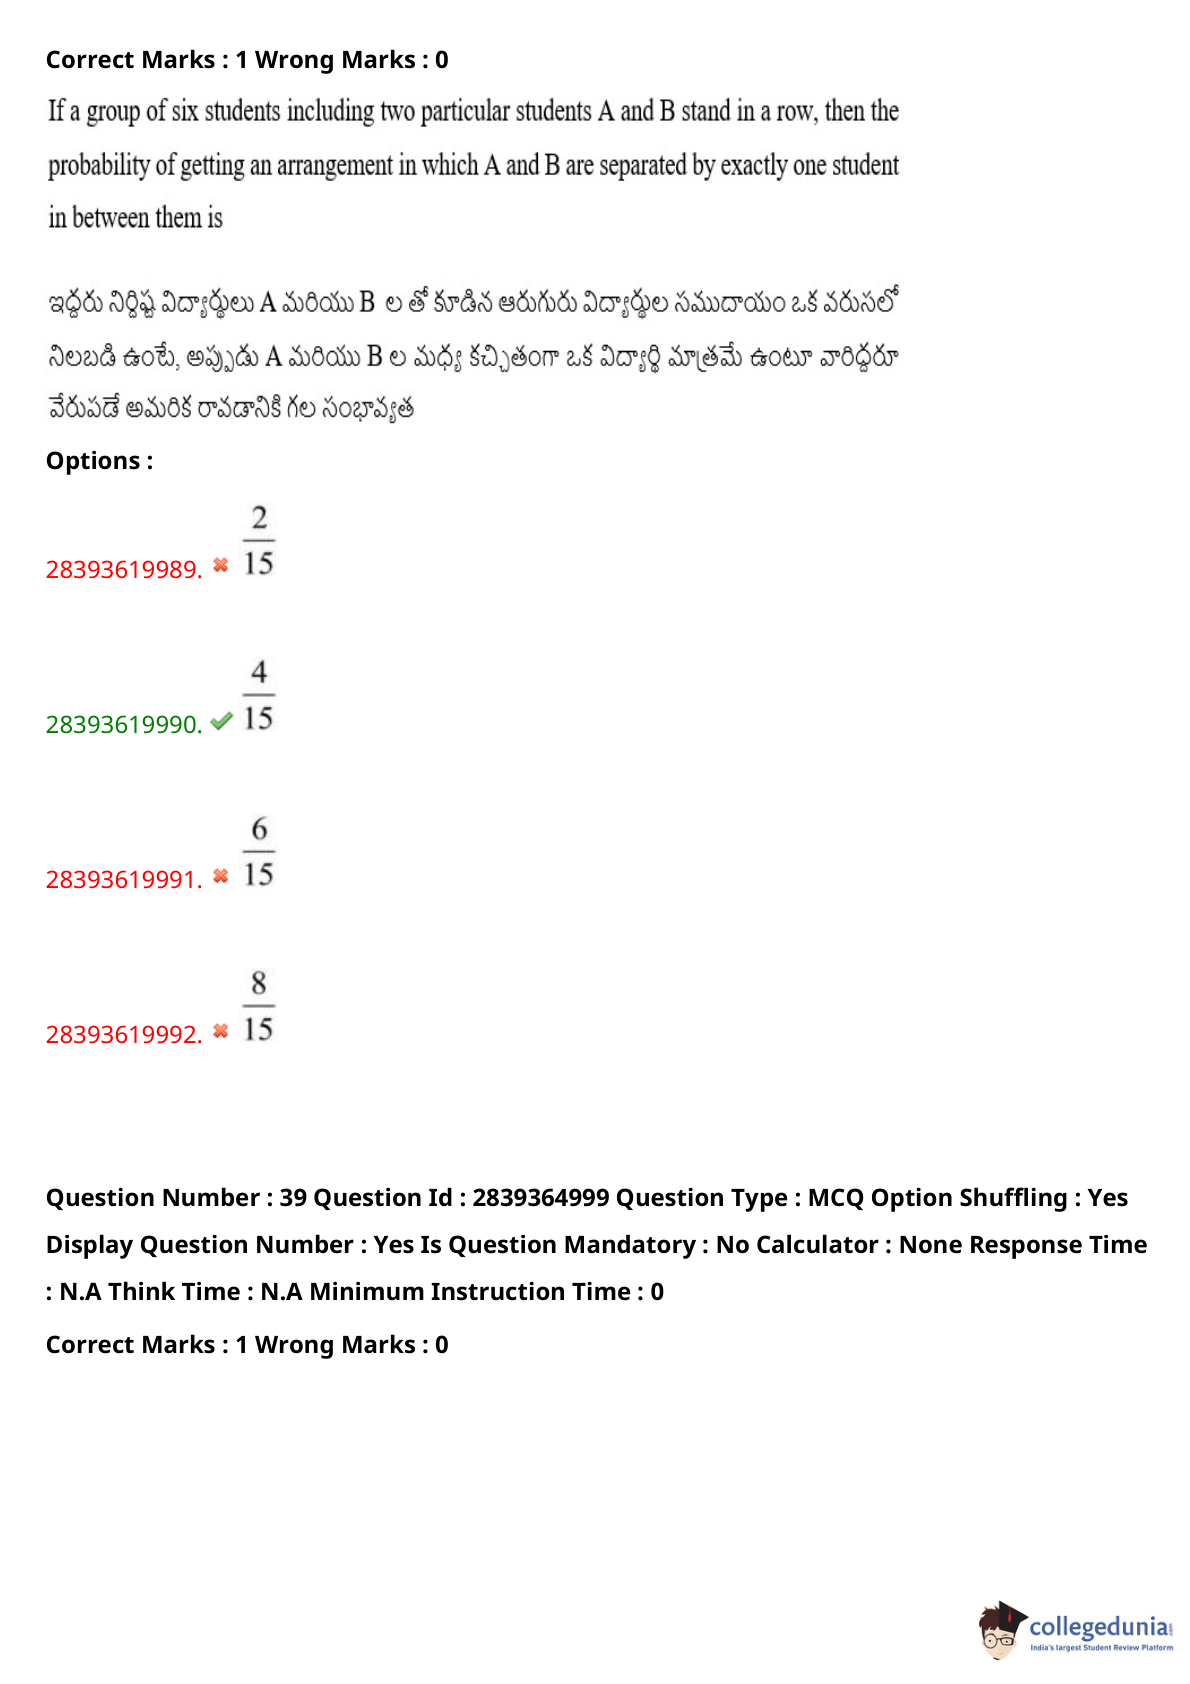 Correct Marks : 1 Wrong Marks : 0
If a group of six students including two particular students A and B stand in a row, then the
probability of getting an arrangement in which A and B are separated by exactly one student
in between them is
ఇద్దరు నిర్దిష్ట విద్యార్థులు A మరియు B ల తో కూడిన ఆరుగురు విద్యార్థుల సముదాయం ఒక వరుసలో
నిలబడి ఉంటే, అప్పుడు A మరియు B ల మధ్య కచ్చితంగా ఒక విద్యార్థి మాత్రమే ఉంటూ వారిద్దరూ
వేరుపడే అమరిక రావడానికి గల సంభావ్యత
Options :
2
28393619989. 15
4
28393619990. 15
6
28393619991. 15
8
28393619992. 15
Question Number : 39 Question Id : 2839364999 Question Type : MCQ Option Shuffling : Yes
Display Question Number : Yes Is Question Mandatory : No Calculator : None Response Time
: N.A Think Time : N.A Minimum Instruction Time : 0
Correct Marks : 1 Wrong Marks : 0
collegedunia
India's largest Student Review Platform